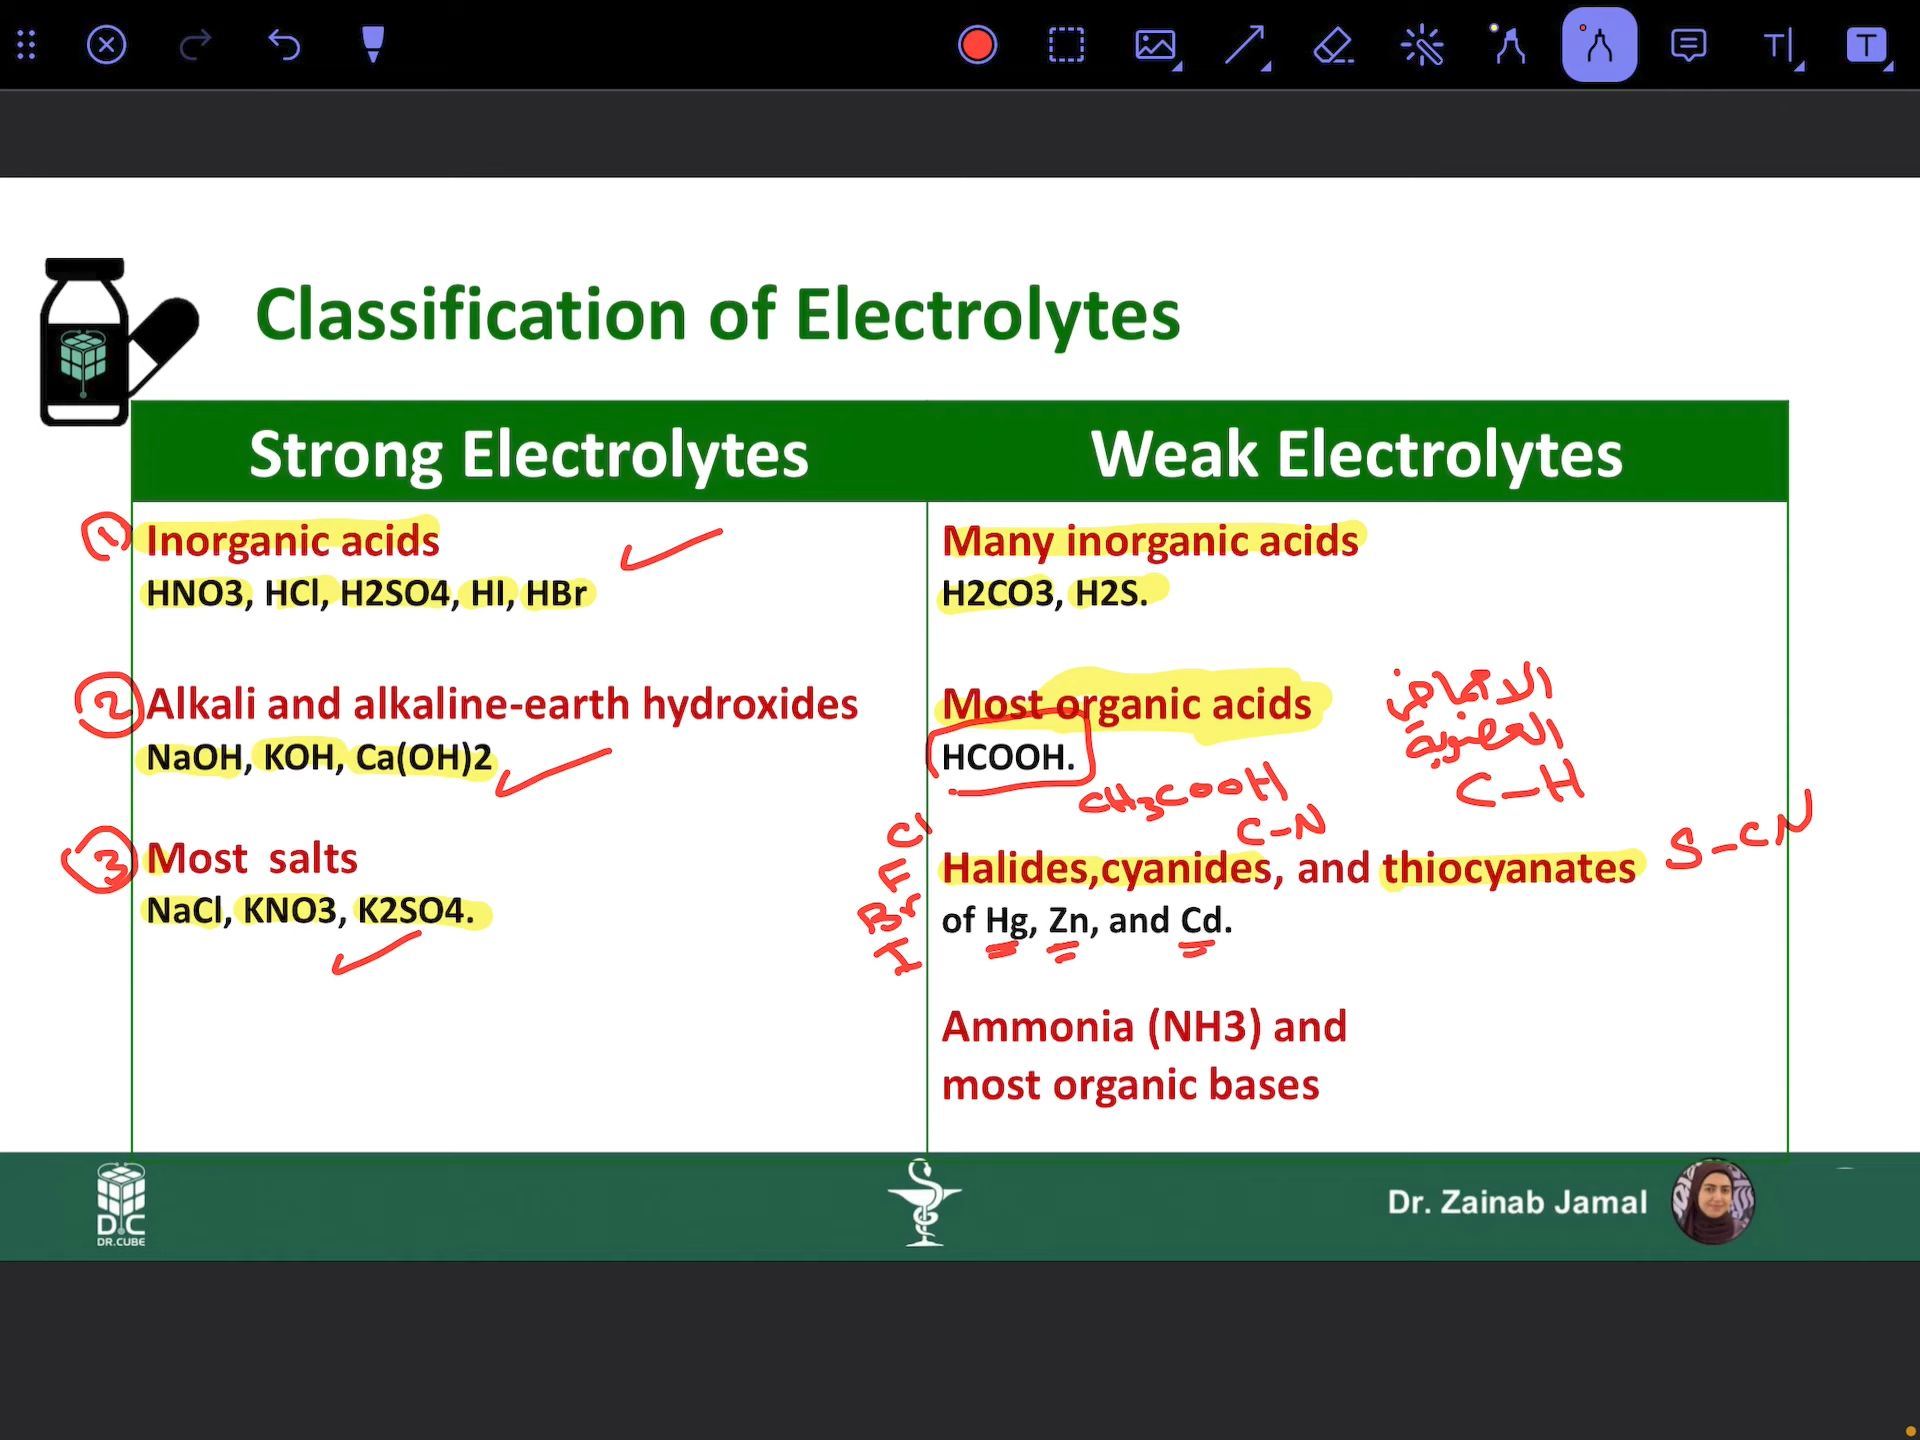 Classification of Electrolytes
Strong Electrolytes
① Inorganic acids
HNO3, HCl, H2SO4, HI, HBr
② Alkali and alkaline-earth hydroxides
NaOH, KOH, Ca(OH)2
③ Most salts
NaCl, KNO3, K2SO4.
Weak Electrolytes
Many inorganic acids
H2CO3, H2S.
Most organic acids
HCOOH.
CH3COOH
الاحماض
العضوية
C-H
C-N
S-CN
Cl
F
Br
I
Halides,cyanides, and thiocyanates
of Hg, Zn, and Cd.
Ammonia (NH3) and
most organic bases
DC
DR.CUBE
Dr. Zainab Jamal